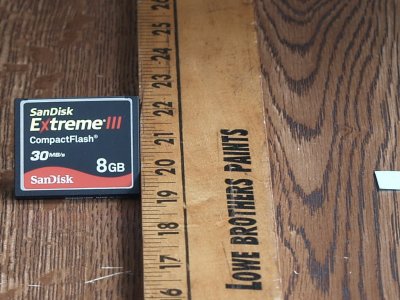 SanDisk
Extreme III
CompactFlash®
30MB/s
8GB
SanDisk
LOWE BROTHERS PAINTS
26
25
24
23
22
21
20
19
18
17
16